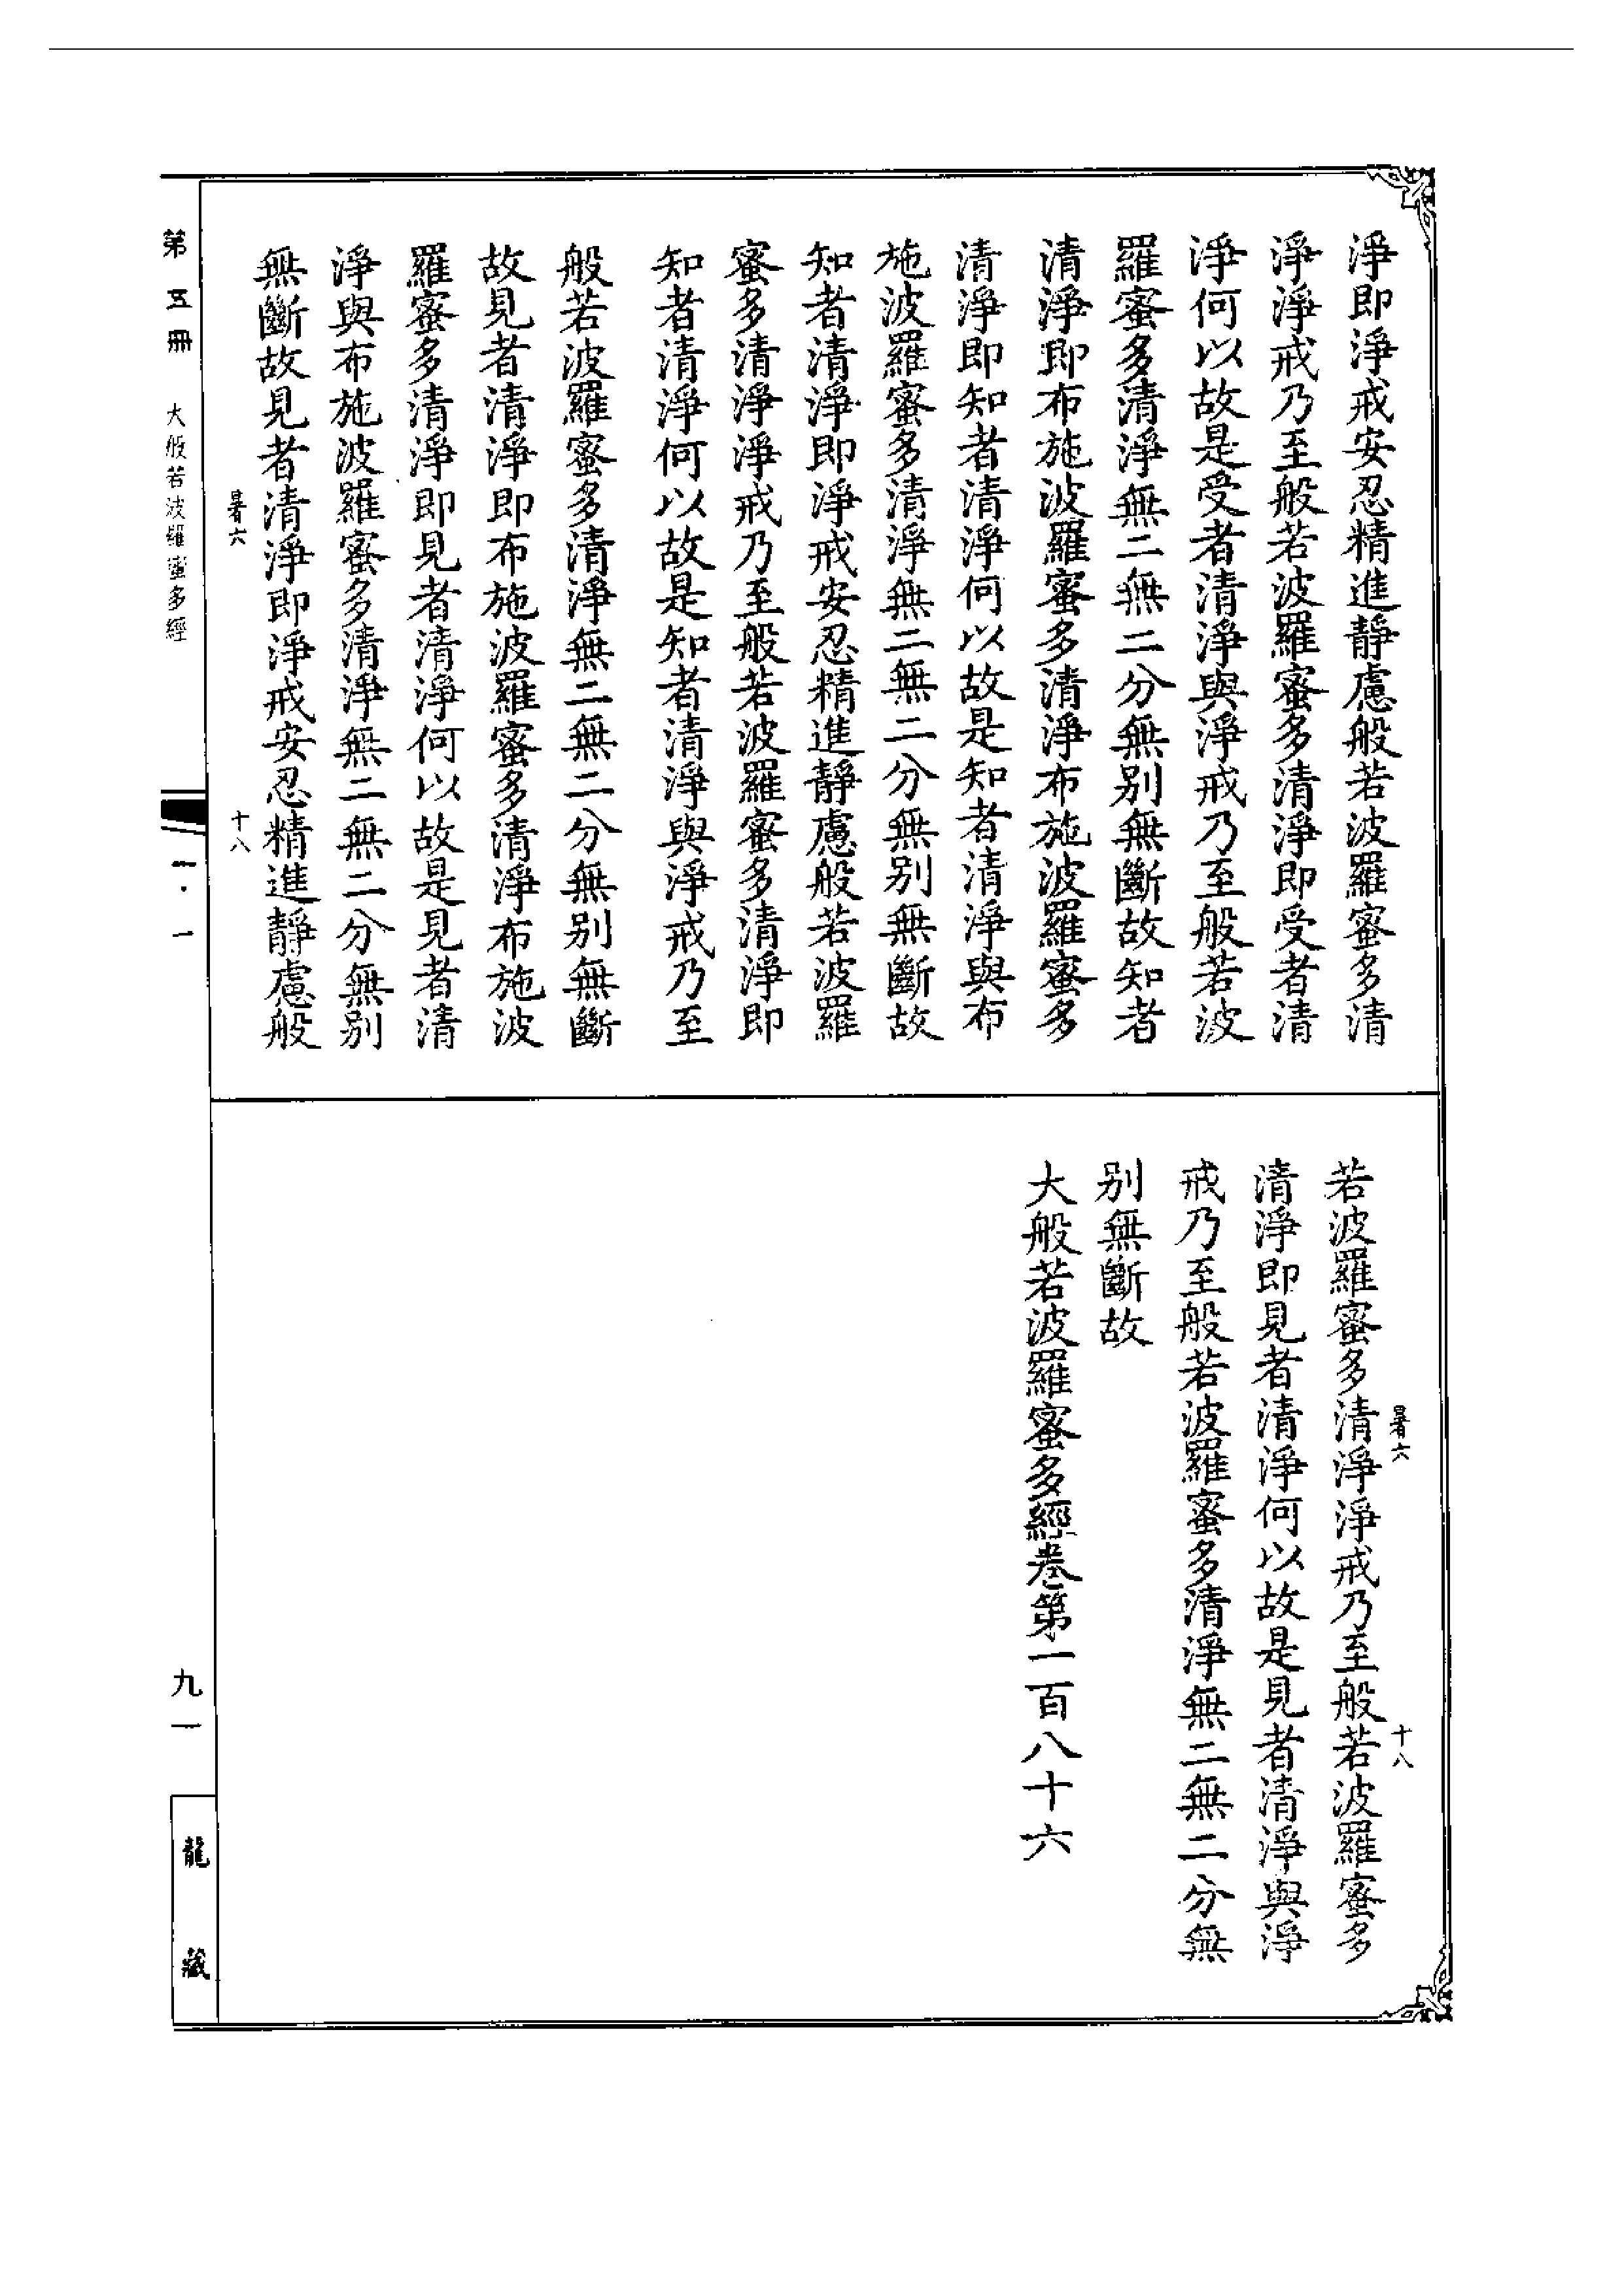 淨即淨戒安忍精進靜慮般若波羅蜜多清
淨淨戒乃至般若波羅蜜多清淨即受者清
淨何以故是受者清淨與淨戒乃至般若波
羅蜜多清淨無二無二分無別無斷故知者
清淨即布施波羅蜜多清淨布施波羅蜜多
清淨即知者清淨何以故是知者清淨與布
施波羅蜜多清淨無二無二分無別無斷故
知者清淨即淨戒安忍精進靜慮般若波羅
蜜多清淨淨戒乃至般若波羅蜜多清淨即
知者清淨何以故是知者清淨與淨戒乃至
般若波羅蜜多清淨無二無二分無別無斷
故見者清淨即布施波羅蜜多清淨布施波
羅蜜多清淨即見者清淨何以故是見者清
淨與布施波羅蜜多清淨無二無二分無別
無斷故見者清淨即淨戒安忍精進靜慮般
暑六 十八
暑六 十八
若波羅蜜多清淨淨戒乃至般若波羅蜜多
清淨即見者清淨何以故是見者清淨與淨
戒乃至般若波羅蜜多清淨無二無二分無
別無斷故
大般若波羅蜜多經卷第一百八十六
第五冊 大般若波羅蜜多經 一·一 九一 龍藏